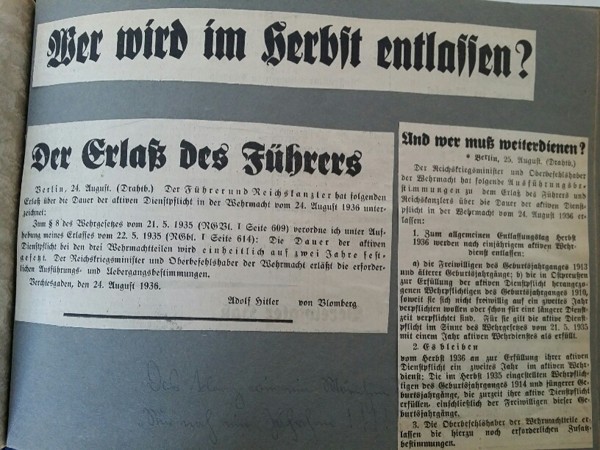 Wer wird im Herbst entlassen?
Der Erlaß des Führers
Berlin, 24. August. (Drahtb.) Der Führer und Reichskanzler hat folgenden
Erlaß über die Dauer der aktiven Dienstpflicht in der Wehrmacht vom 24. August 1936 unter-
zeichnet:
Zum § 8 des Wehrgesetzes vom 21. 5. 1935 (RGBl. I Seite 609) verordne ich unter Auf-
hebung meines Erlasses vom 22. 5. 1935 (RGbl. I Seite 614): Die Dauer der aktiven
Dienstpflicht bei den drei Wehrmachtteilen wird einheitlich auf zwei Jahre fest-
gesetzt. Der Reichskriegsminister und Oberbefehlshaber der Wehrmacht erläßt die erforder-
lichen Ausführungs- und Uebergangsbestimmungen.
Berchtesgaden, den 24. August 1936.
Adolf Hitler von Blomberg.
Und wer muß weiterdienen?
* Berlin, 25. August. (Drahtb.)
Der Reichskriegsminister und Oberbefehlshaber
der Wehrmacht hat folgende Ausführungsbe-
stimmungen zu dem Erlaß des Führers und
Reichskanzlers über die Dauer der aktiven Dienst-
pflicht in der Wehrmacht vom 24. August 1936 er-
lassen:
1. Zum allgemeinen Entlassungstag Herbst
1936 werden nach einjährigem aktiven Wehr-
dienst entlassen:
a) die Freiwilligen des Geburtsjahrganges 1913
und älterer Geburtsjahrgänge; b) die in Ostpreußen
zur Erfüllung der aktiven Dienstpflicht herangezo-
genen Wehrpflichtigen des Geburtsjahrganges 1910,
soweit sie sich nicht freiwillig auf ein zweites Jahr
verpflichten wollen oder schon für eine längere Dienst-
zeit verpflichtet sind. Für sie gilt die aktive Dienst-
pflicht im Sinne des Wehrgesetzes vom 21. 5. 1935
mit einem Jahr aktiven Wehrdienstes als erfüllt.
2. Es bleiben
vom Herbst 1936 an zur Erfüllung ihrer aktiven
Dienstpflicht ein zweites Jahr im aktiven Wehr-
dienst: Die im Herbst 1935 eingestellten Wehrpflich-
tigen des Geburtsjahrganges 1914 und jüngerer Ge-
burtsjahrgänge, die zurzeit ihre aktive Dienstpflicht
erfüllen, einschließlich der Freiwilligen dieser Ge-
burtsjahrgänge.
3. Die Oberbefehlshaber der Wehrmachtteile er-
lassen die hierzu noch erforderlichen Zusatz-
bestimmungen.